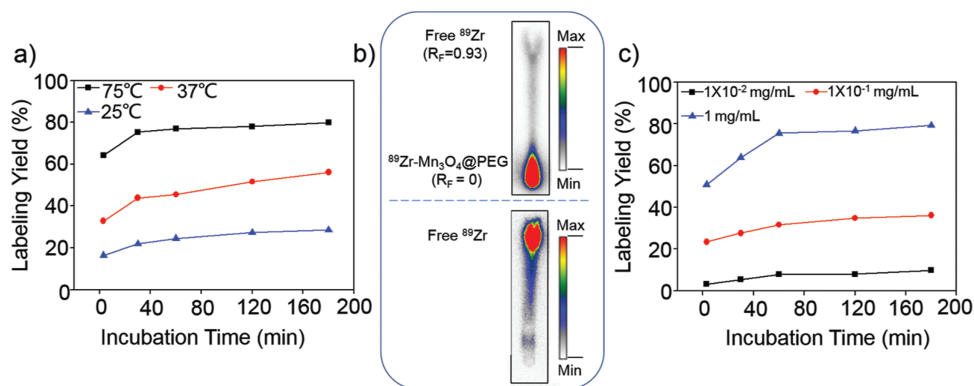 a)
Labeling Yield (%)
100
80
60
40
20
0
75℃
37℃
25℃
0 40 80 120 160 200
Incubation Time (min)
b)
Free ⁸⁹Zr
(R_F=0.93)
⁸⁹Zr-Mn₃O₄@PEG
(R_F = 0)
Max
Min
Free ⁸⁹Zr
Max
Min
c)
Labeling Yield (%)
100
80
60
40
20
0
1X10⁻² mg/mL
1X10⁻¹ mg/mL
1 mg/mL
0 40 80 120 160 200
Incubation Time (min)